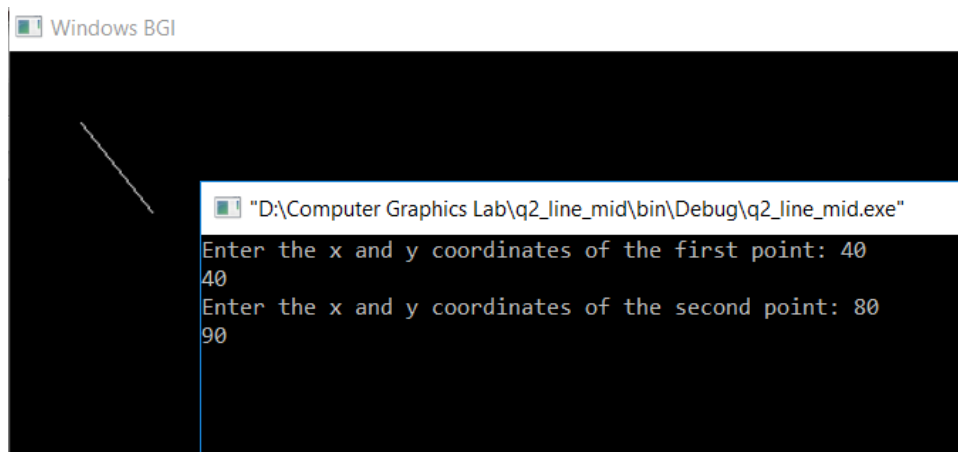 Windows BGI
"D:\Computer Graphics Lab\q2_line_mid\bin\Debug\q2_line_mid.exe"
Enter the x and y coordinates of the first point: 40
40
Enter the x and y coordinates of the second point: 80
90